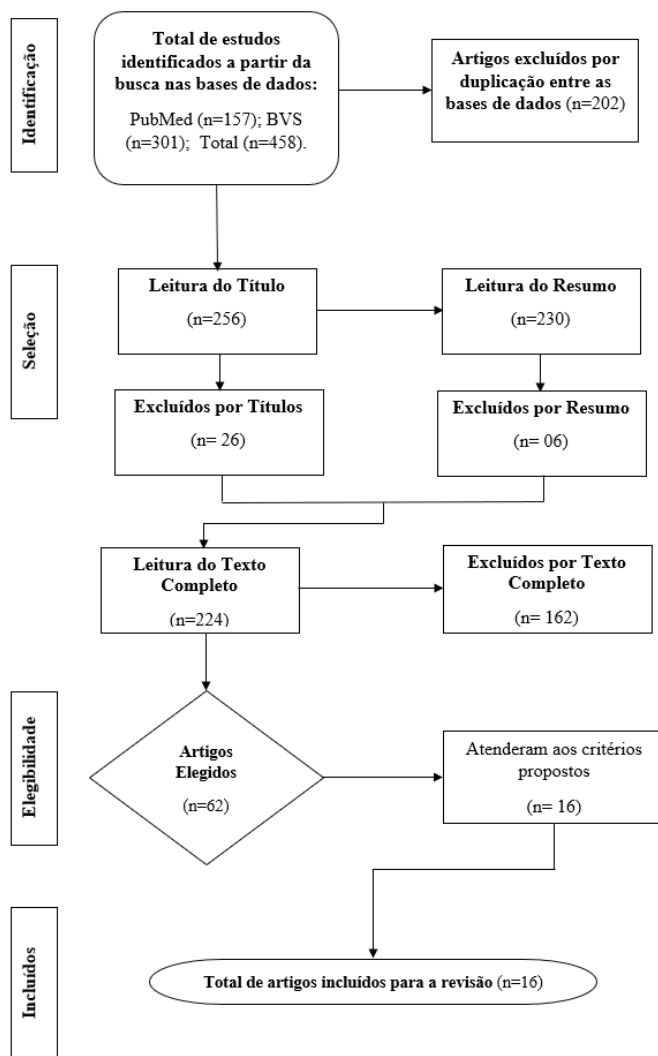 Identificação
Total de estudos
identificados a partir da
busca nas bases de dados:
PubMed (n=157); BVS
(n=301); Total (458).
Artigos excluídos por
duplicação entre as
bases de dados (n=202)
Seleção
Leitura do Título
(n=256)
Leitura do Resumo
(n=230)
Excluídos por Títulos
(n= 26)
Excluídos por Resumo
(n= 06)
Leitura do Texto
Completo
(n=224)
Excluídos por Texto
Completo
(n= 162)
Elegibilidade
Artigos
Elegidos
(n=62)
Atenderam aos critérios
propostos
(n= 16)
Incluídos
Total de artigos incluídos para a revisão (n=16)